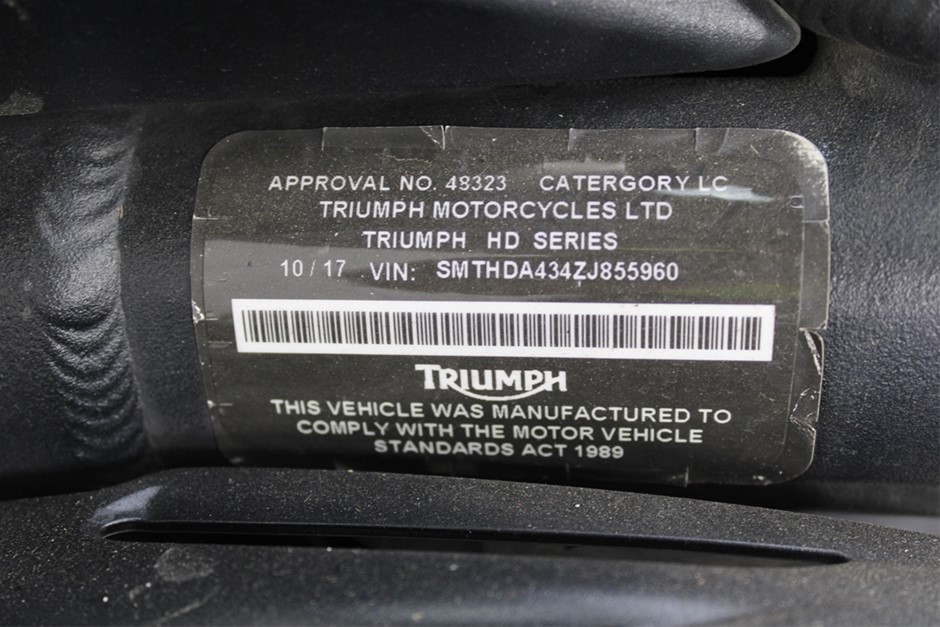 APPROVAL NO. 48323 CATERGORY LC
TRIUMPH MOTORCYCLES LTD
TRIUMPH HD SERIES
10 / 17 VIN: SMTHDA434ZJ855960
TRIUMPH
THIS VEHICLE WAS MANUFACTURED TO
COMPLY WITH THE MOTOR VEHICLE
STANDARDS ACT 1989